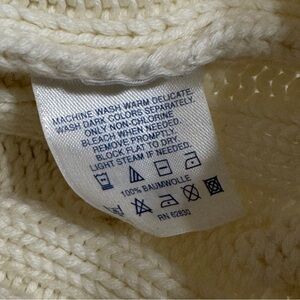 MACHINE WASH WARM DELICATE.
WASH DARK COLORS SEPARATELY.
ONLY NON-CHLORINE
BLEACH WHEN NEEDED.
REMOVE PROMPTLY.
BLOCK FLAT TO DRY.
LIGHT STEAM IF NEEDED.
100% BAUMWOLLE
RN 62830